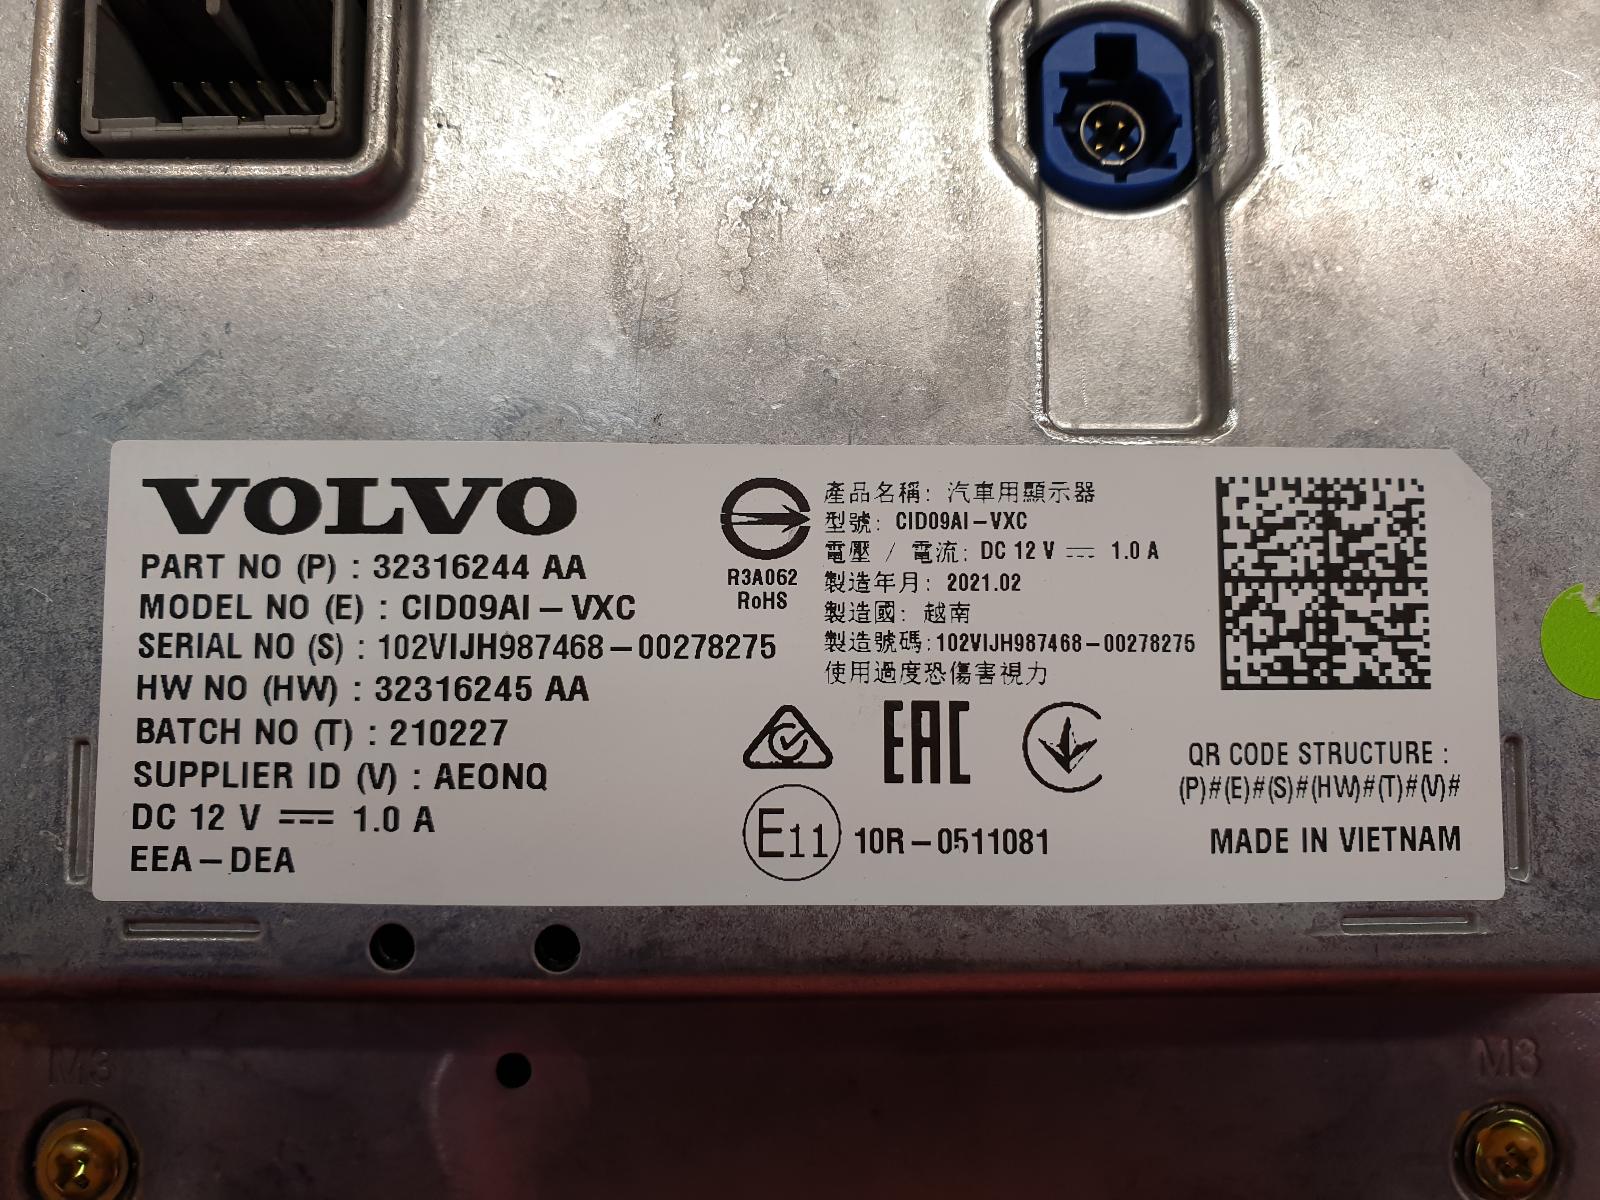 VOLVO
PART NO (P) : 32316244 AA
MODEL NO (E) : CID09AI-VXC
SERIAL NO (S) : 102VIJH987468-00278275
HW NO (HW) : 32316245 AA
BATCH NO (T) : 210227
SUPPLIER ID (V) : AEONQ
DC 12 V ⎓ 1.0 A
EEA-DEA
R3A062
RoHS
產品名稱: 汽車用顯示器
型號: CID09AI-VXC
電壓 / 電流: DC 12 V ⎓ 1.0 A
製造年月: 2021.02
製造國: 越南
製造號碼:102VIJH987468-00278275
使用過度恐傷害視力
EAC
E11 10R-0511081
QR CODE STRUCTURE :
(P)#(E)#(S)#(HW)#(T)#(V)#
MADE IN VIETNAM
M3
M3